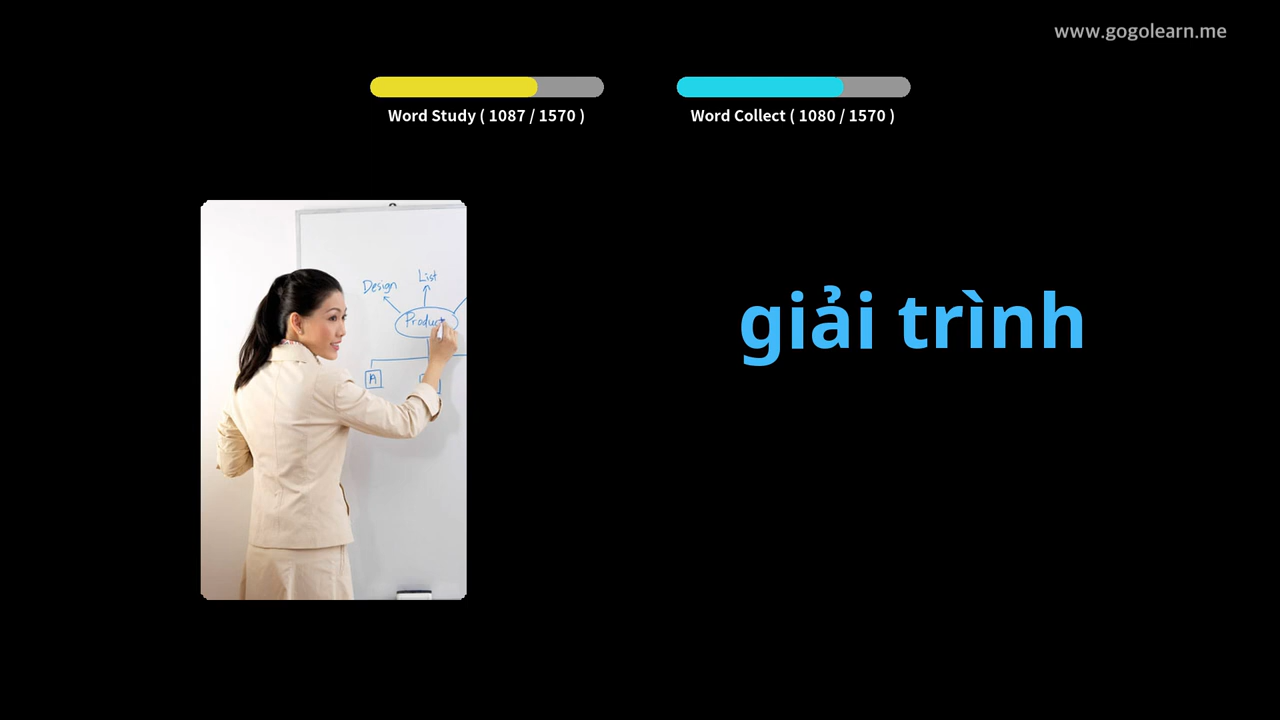 www.gogolearn.me
Word Study ( 1087 / 1570 )
Word Collect ( 1080 / 1570 )
Design
List
Product
A
giải trình